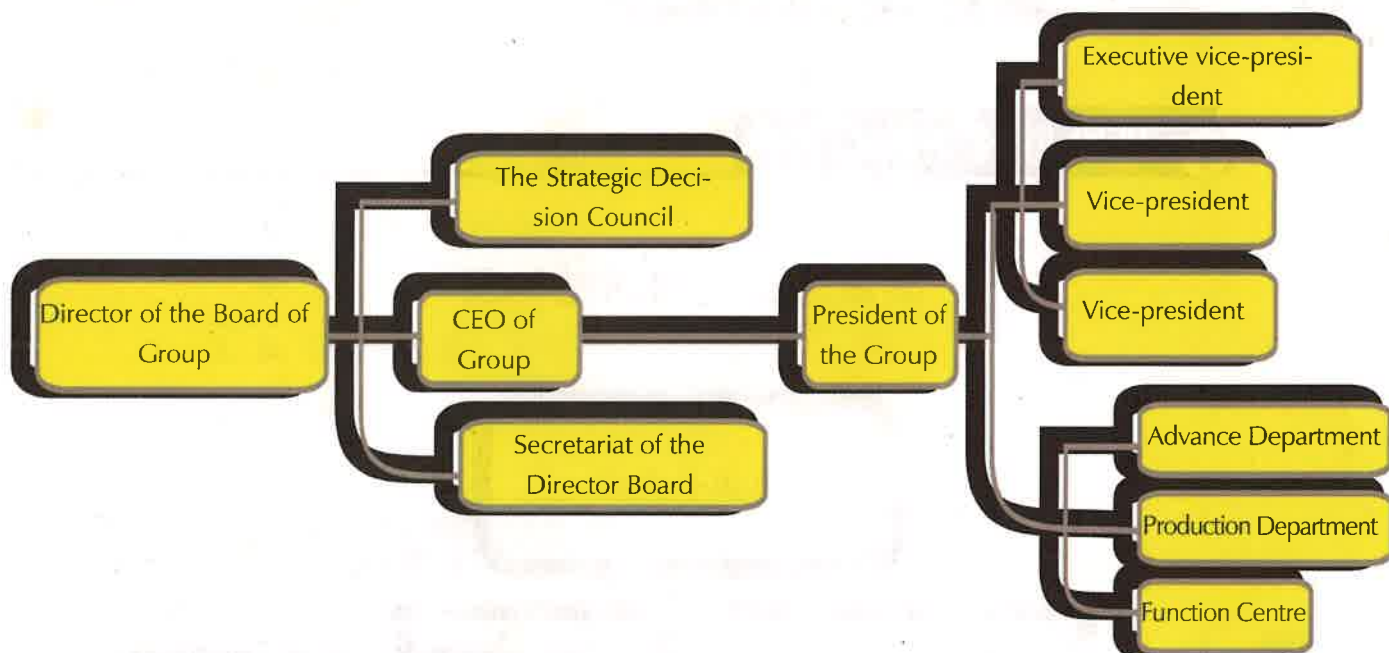 Director of the Board of
Group
The Strategic Deci-
sion Council
CEO of
Group
Secretariat of the
Director Board
President of
the Group
Executive vice-presi-
dent
Vice-president
Vice-president
Advance Department
Production Department
Function Centre